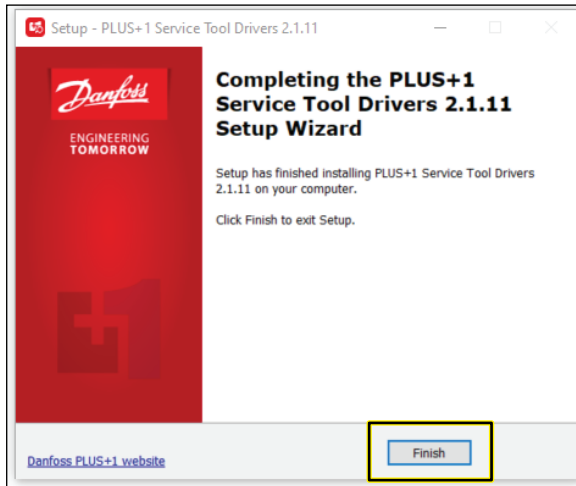 Setup - PLUS+1 Service Tool Drivers 2.1.11
Danfoss
ENGINEERING
TOMORROW
Completing the PLUS+1
Service Tool Drivers 2.1.11
Setup Wizard
Setup has finished installing PLUS+1 Service Tool Drivers
2.1.11 on your computer.
Click Finish to exit Setup.
+1
Danfoss PLUS+1 website
Finish